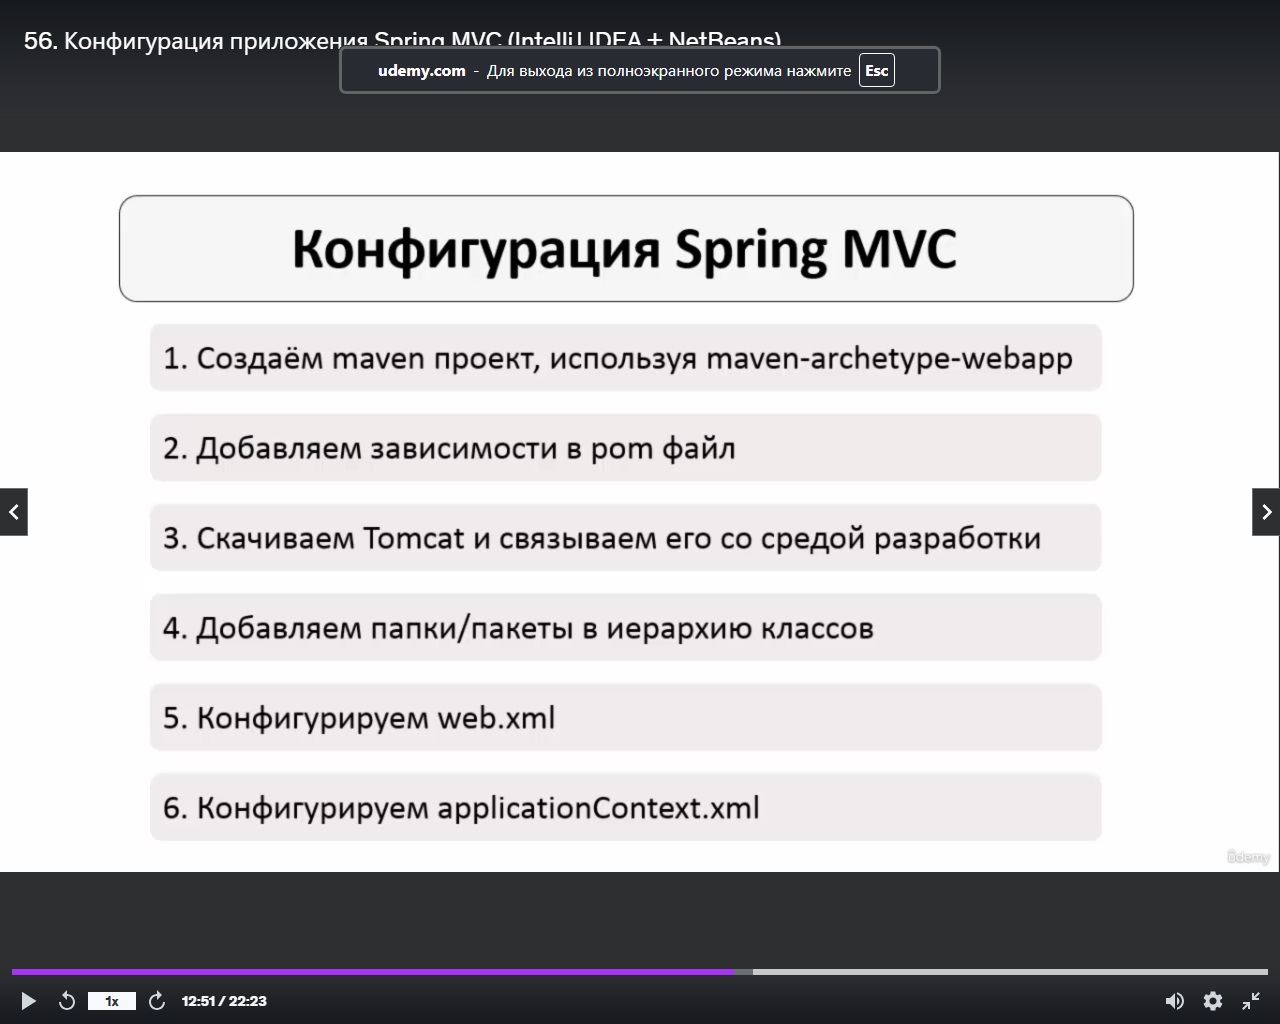 56. Конфигурация приложения Spring MVC (IntelliJ IDEA + NetBeans)
udemy.com - Для выхода из полноэкранного режима нажмите Esc
Конфигурация Spring MVC
1. Создаём maven проект, используя maven-archetype-webapp
2. Добавляем зависимости в pom файл
3. Скачиваем Tomcat и связываем его со средой разработки
4. Добавляем папки/пакеты в иерархию классов
5. Конфигурируем web.xml
6. Конфигурируем applicationContext.xml
ûdemy
1x 12:51 / 22:23